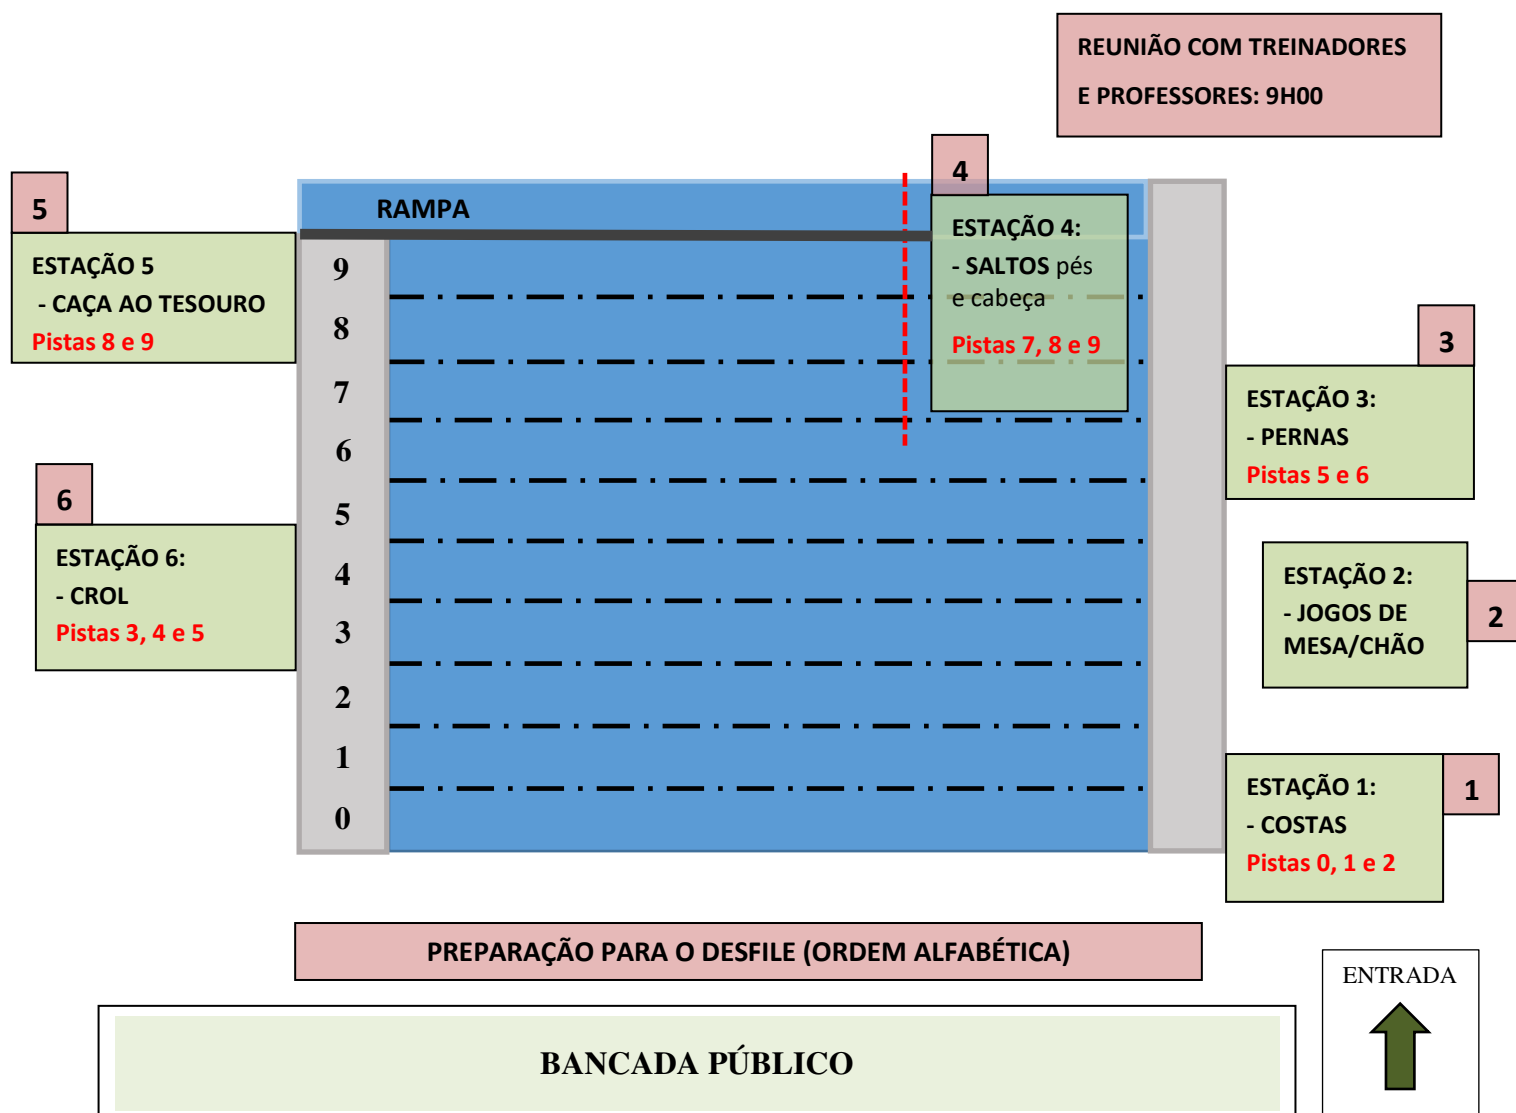 REUNIÃO COM TREINADORES
E PROFESSORES: 9H00
4
5
RAMPA
ESTAÇÃO 4:
- SALTOS pés
e cabeça
Pistas 7, 8 e 9
ESTAÇÃO 5
- CAÇA AO TESOURO
Pistas 8 e 9
9
8
7
6
5
4
3
2
1
0
3
ESTAÇÃO 3:
- PERNAS
Pistas 5 e 6
6
ESTAÇÃO 6:
- CROL
Pistas 3, 4 e 5
ESTAÇÃO 2:
- JOGOS DE
MESA/CHÃO
2
ESTAÇÃO 1:
- COSTAS
Pistas 0, 1 e 2
1
PREPARAÇÃO PARA O DESFILE (ORDEM ALFABÉTICA)
ENTRADA
BANCADA PÚBLICO